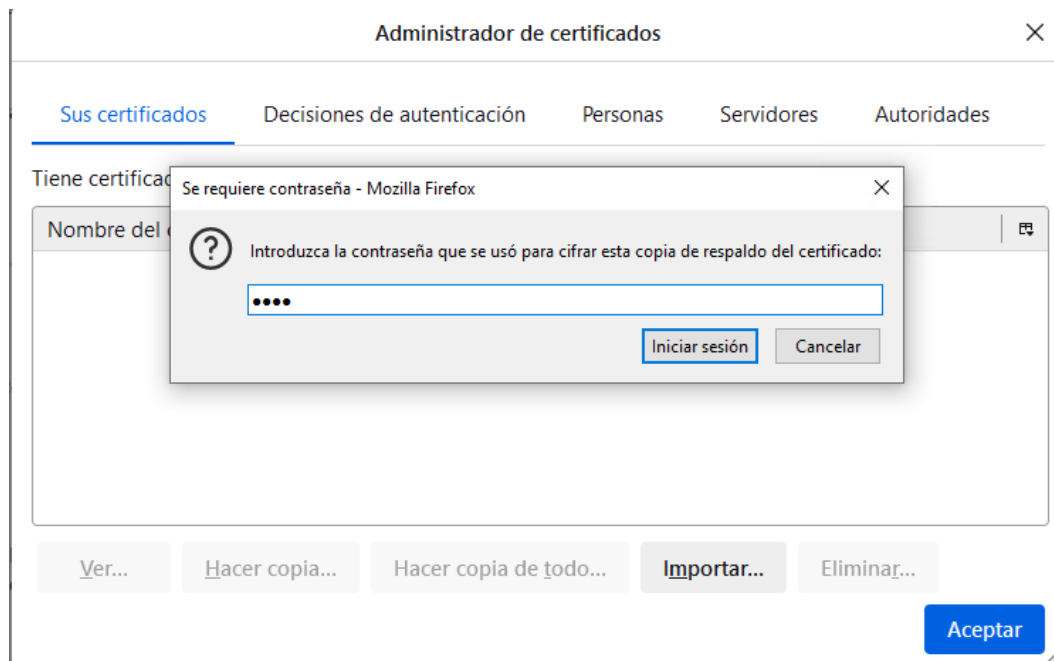 Administrador de certificados
Sus certificados Decisiones de autenticación Personas Servidores Autoridades
Tiene
Se requiere contraseña - Mozilla Firefox
Nombre del
Introduzca la contraseña que se usó para cifrar esta copia de respaldo del certificado:
••••
Iniciar sesión Cancelar
Ver... Hacer copia... Hacer copia de todo... Importar... Eliminar...
Aceptar